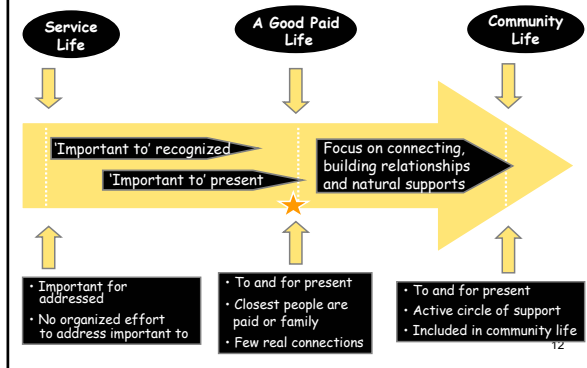 Service
Life
A Good Paid
Life
Community
Life
'Important to' recognized
'Important to' present
Focus on connecting,
building relationships
and natural supports
• Important for
addressed
• No organized effort
to address important to
• To and for present
• Closest people are
paid or family
• Few real connections
• To and for present
• Active circle of support
• Included in community life
12